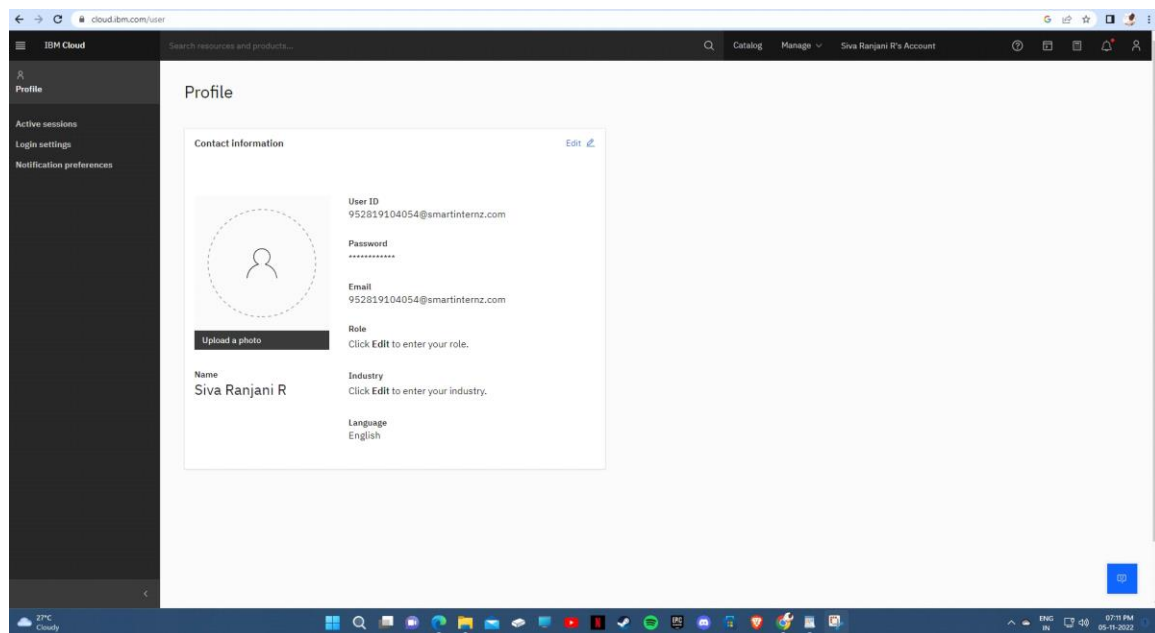 cloud.ibm.com/user
IBM Cloud
Search resources and products...
Catalog
Manage
Siva Ranjani R's Account
Profile
Active sessions
Login settings
Notification preferences
Profile
Contact information
Edit
User ID
952819104054@smartinternz.com
Password
************
Email
952819104054@smartinternz.com
Role
Click Edit to enter your role.
Upload a photo
Name
Siva Ranjani R
Industry
Click Edit to enter your industry.
Language
English
27°C
Cloudy
ENG
IN
07:11 PM
05-11-2022